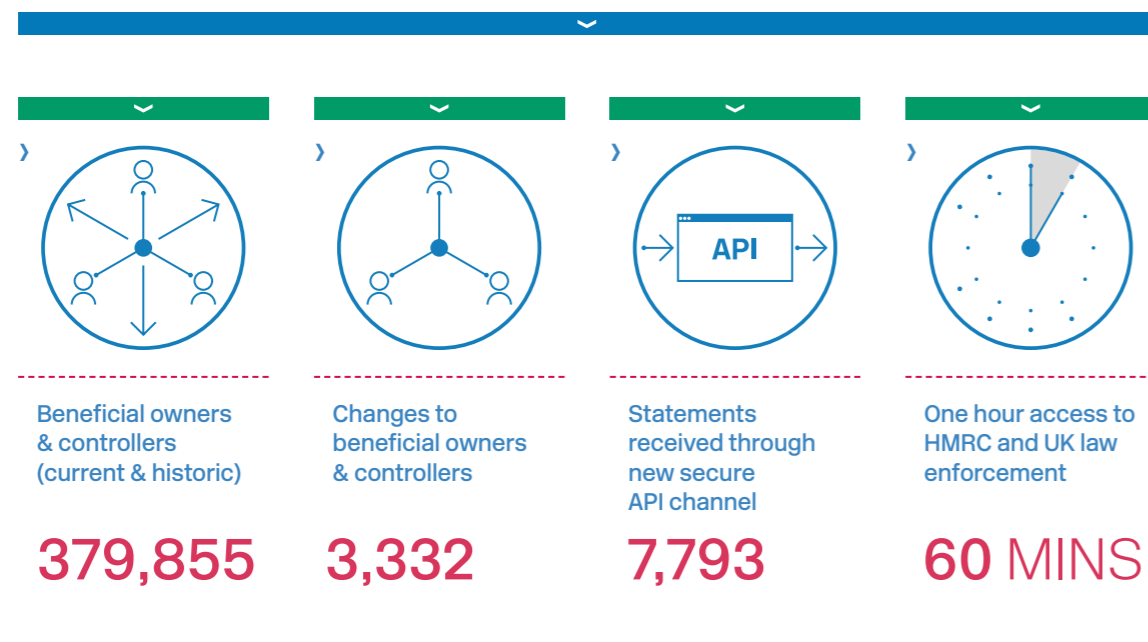 API
Beneficial owners
& controllers
(current & historic)
379,855
Changes to
beneficial owners
& controllers
3,332
Statements
received through
new secure
API channel
7,793
One hour access to
HMRC and UK law
enforcement
60 MINS